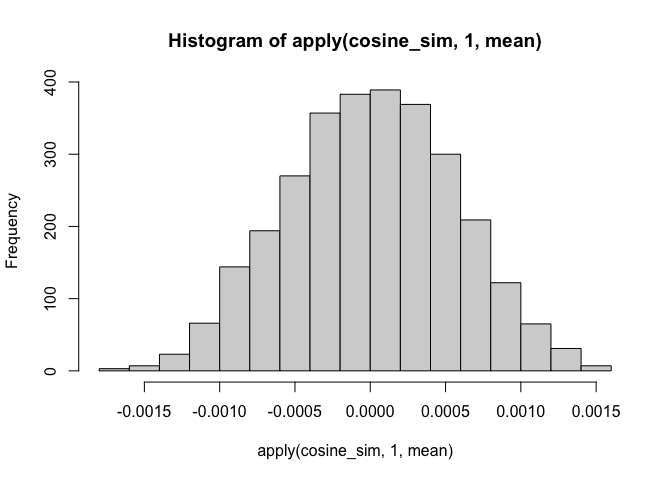 Histogram of apply(cosine_sim, 1, mean)
Frequency
400
300
200
100
0
-0.0015 -0.0010 -0.0005 0.0000 0.0005 0.0010 0.0015
apply(cosine_sim, 1, mean)